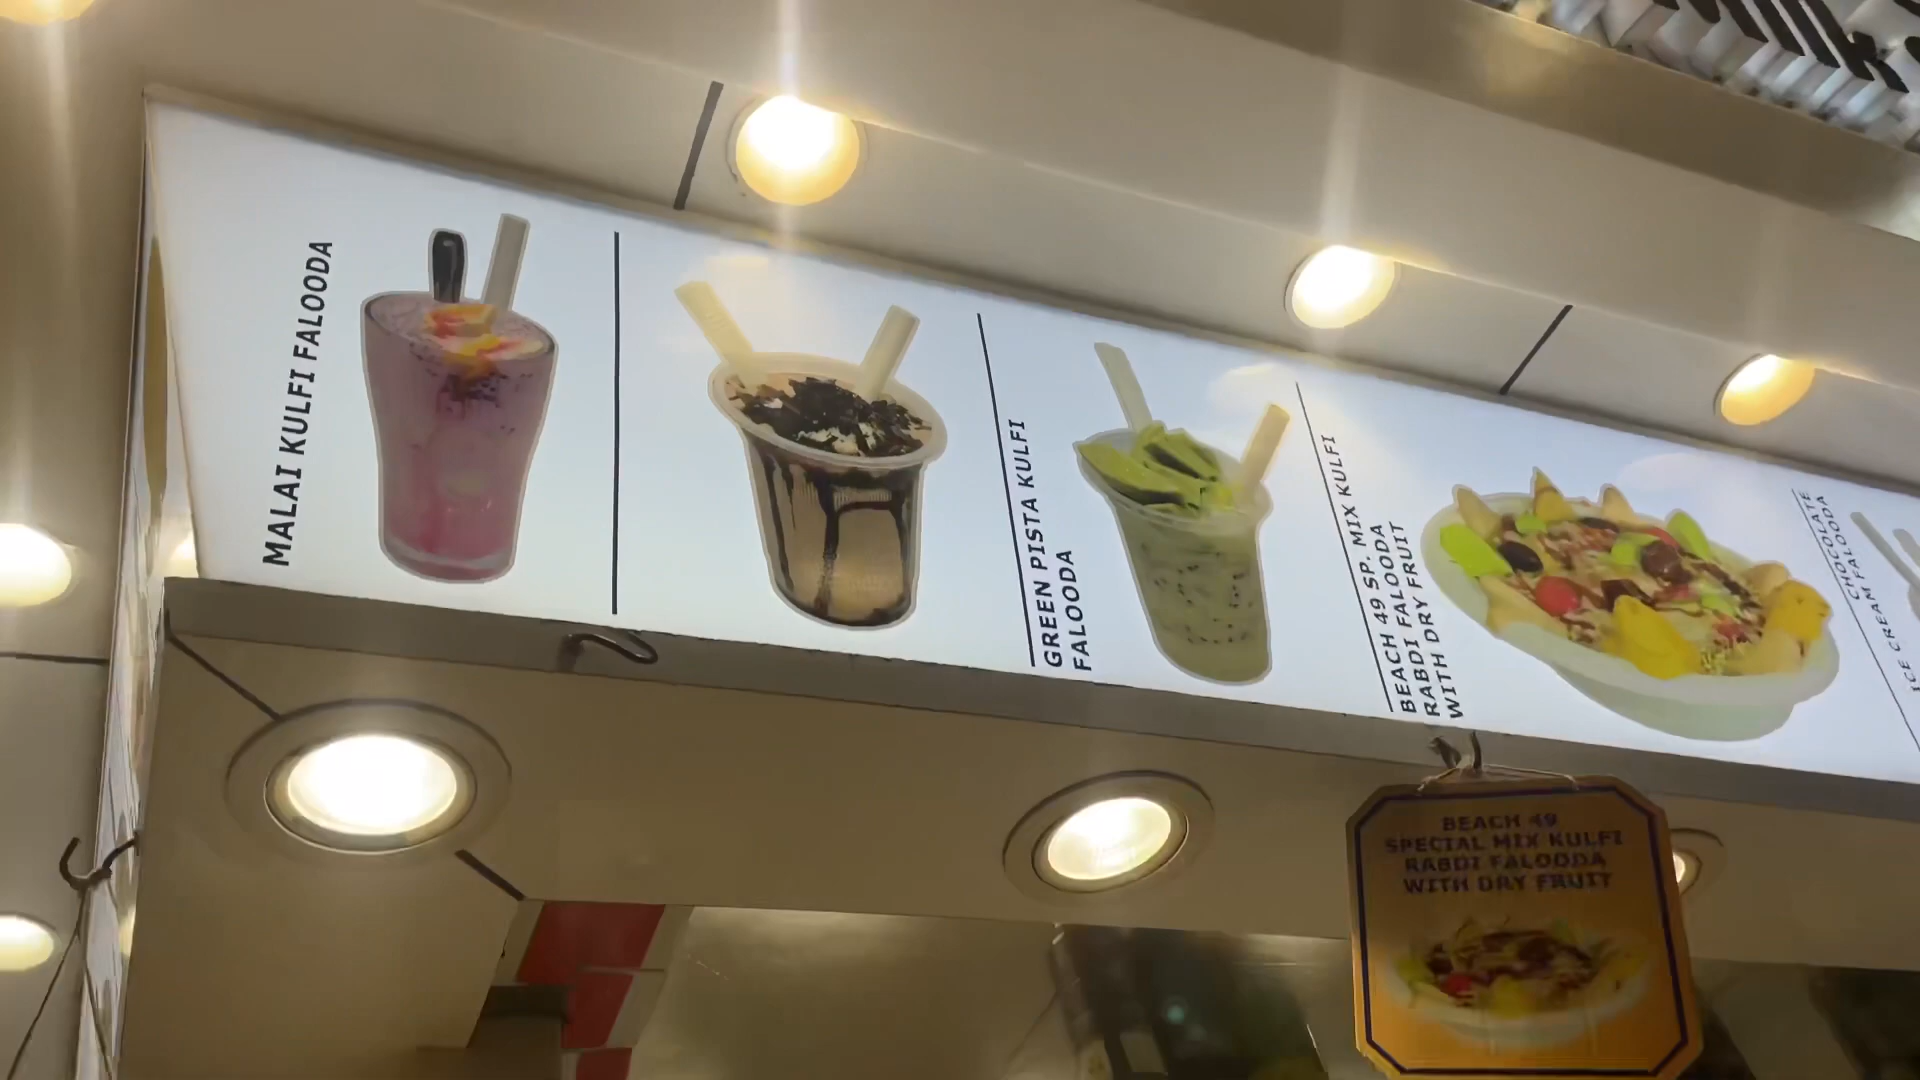 MALAI KULFI FALOODA
GREEN PISTA KULFI
FALOODA
BEACH 49 SP. MIX KULFI
RABDI FALOODA
WITH DRY FRUIT
CHOCOLATE
ICE CREAM FALOODA
BEACH 49
SPECIAL MIX KULFI
RABDI FALOODA
WITH DRY FRUIT